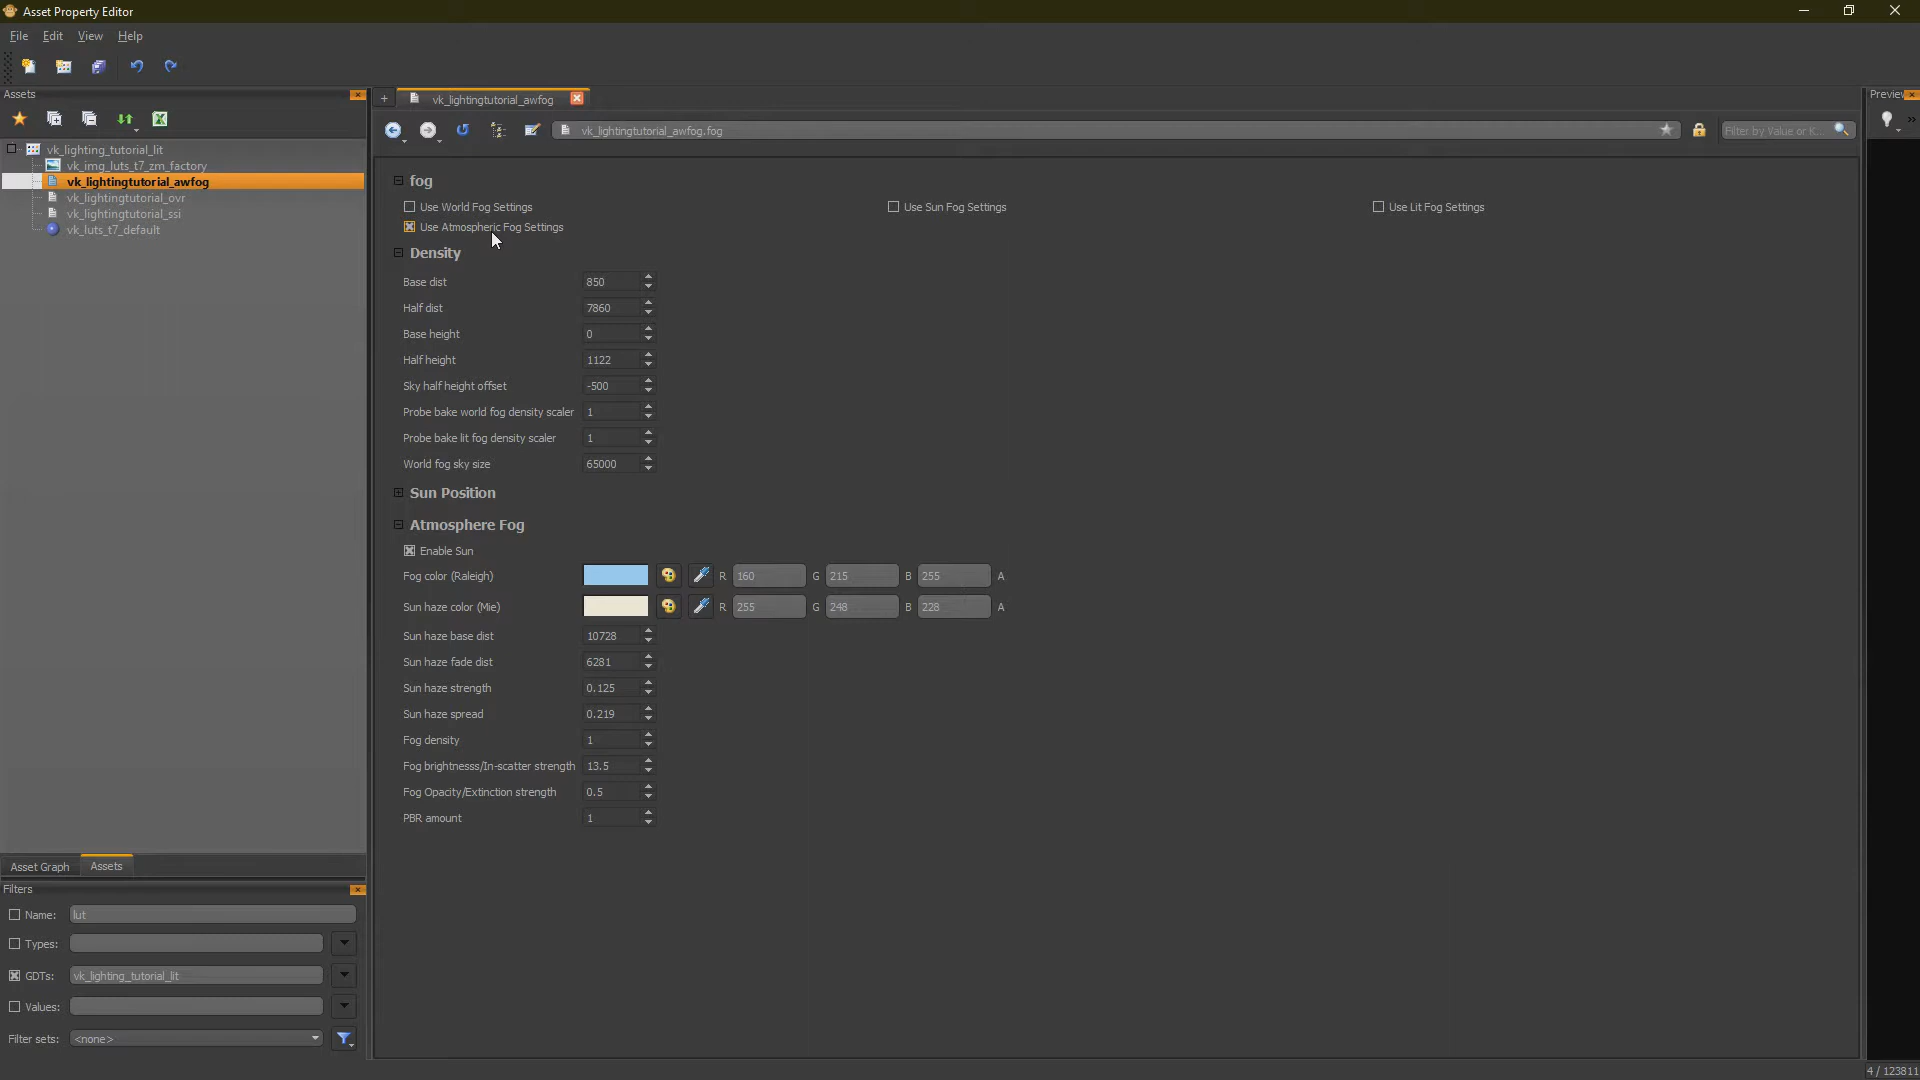 Asset Property Editor
File Edit View Help
Assets
vk_lighting_tutorial_lit
vk_img_luts_t7_zm_factory
vk_lightingtutorial_awfog
vk_lightingtutorial_ovr
vk_lightingtutorial_ssi
vk_luts_t7_default
Asset Graph Assets
Filters
Name: lut
Types:
GDTs: vk_lighting_tutorial_lit
Values:
Filter sets: <none>
+ vk_lightingtutorial_awfog
vk_lightingtutorial_awfog.fog Filter by Value or K...
fog
Use World Fog Settings Use Sun Fog Settings Use Lit Fog Settings
Use Atmospheric Fog Settings
Density
Base dist 850
Half dist 7860
Base height 0
Half height 1122
Sky half height offset -500
Probe bake world fog density scaler 1
Probe bake lit fog density scaler 1
World fog sky size 65000
Sun Position
Atmosphere Fog
Enable Sun
Fog color (Raleigh) R 160 G 215 B 255 A
Sun haze color (Mie) R 255 G 248 B 228 A
Sun haze base dist 10728
Sun haze fade dist 6281
Sun haze strength 0.125
Sun haze spread 0.219
Fog density 1
Fog brightnesss/In-scatter strength 13.5
Fog Opacity/Extinction strength 0.5
PBR amount 1
Preview
4 / 123811